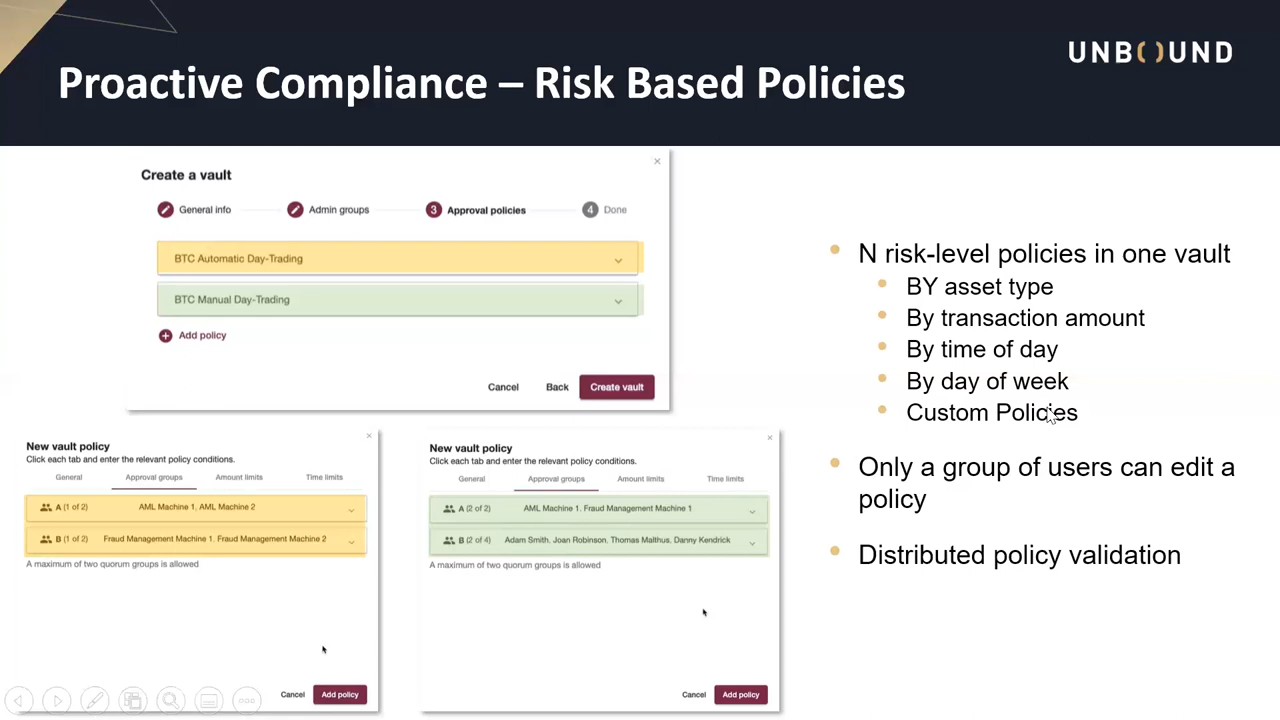 UNBOUND
Proactive Compliance – Risk Based Policies
Create a vault
General info
Admin groups
3 Approval policies
4 Done
BTC Automatic Day-Trading
BTC Manual Day-Trading
Add policy
Cancel Back Create vault
New vault policy
Click each tab and enter the relevant policy conditions.
General Approval groups Amount limits Time limits
A (1 of 2) AML Machine 1, AML Machine 2
B (1 of 2) Fraud Management Machine 1, Fraud Management Machine 2
A maximum of two quorum groups is allowed
Cancel Add policy
New vault policy
Click each tab and enter the relevant policy conditions.
General Approval groups Amount limits Time limits
A (2 of 2) AML Machine 1, Fraud Management Machine 1
B (2 of 4) Adam Smith, Joan Robinson, Thomas Malthus, Danny Kendrick
A maximum of two quorum groups is allowed
Cancel Add policy
N risk-level policies in one vault
BY asset type
By transaction amount
By time of day
By day of week
Custom Policies
Only a group of users can edit a
policy
Distributed policy validation